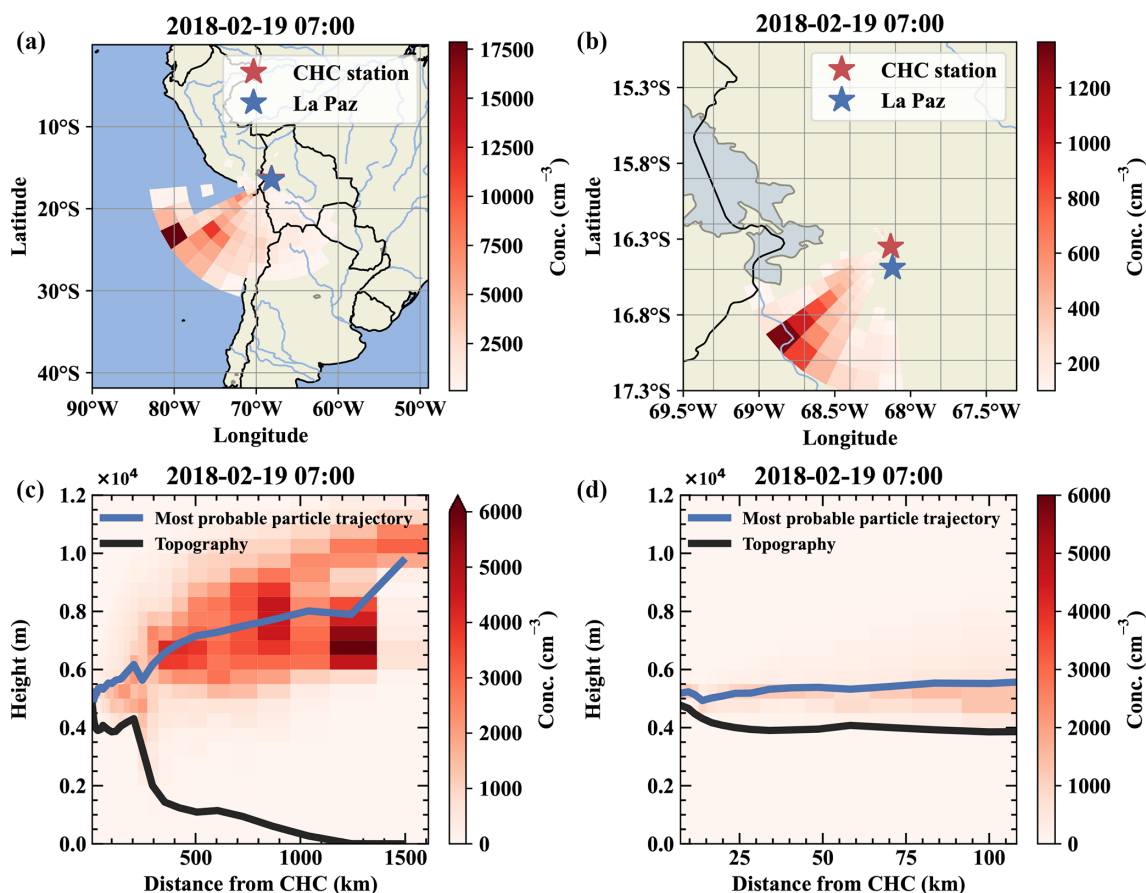 (a)
2018-02-19 07:00
CHC station
La Paz
10°S
20°S
30°S
40°S
Latitude
90°W 80°W 70°W 60°W 50°W
Longitude
17500
15000
12500
10000
7500
5000
2500
Conc. (cm⁻³)
(b)
2018-02-19 07:00
CHC station
La Paz
15.3°S
15.8°S
16.3°S
16.8°S
17.3°S
Latitude
69.5°W 69°W 68.5°W 68°W 67.5°W
Longitude
1200
1000
800
600
400
200
Conc. (cm⁻³)
(c)
×10⁴
2018-02-19 07:00
Most probable particle trajectory
Topography
1.2
1.0
0.8
0.6
0.4
0.2
0.0
Height (m)
0 500 1000 1500
Distance from CHC (km)
6000
5000
4000
3000
2000
1000
0
Conc. (cm⁻³)
(d)
×10⁴
2018-02-19 07:00
Most probable particle trajectory
Topography
1.2
1.0
0.8
0.6
0.4
0.2
0.0
Height (m)
25 50 75 100
Distance from CHC (km)
6000
5000
4000
3000
2000
1000
0
Conc. (cm⁻³)